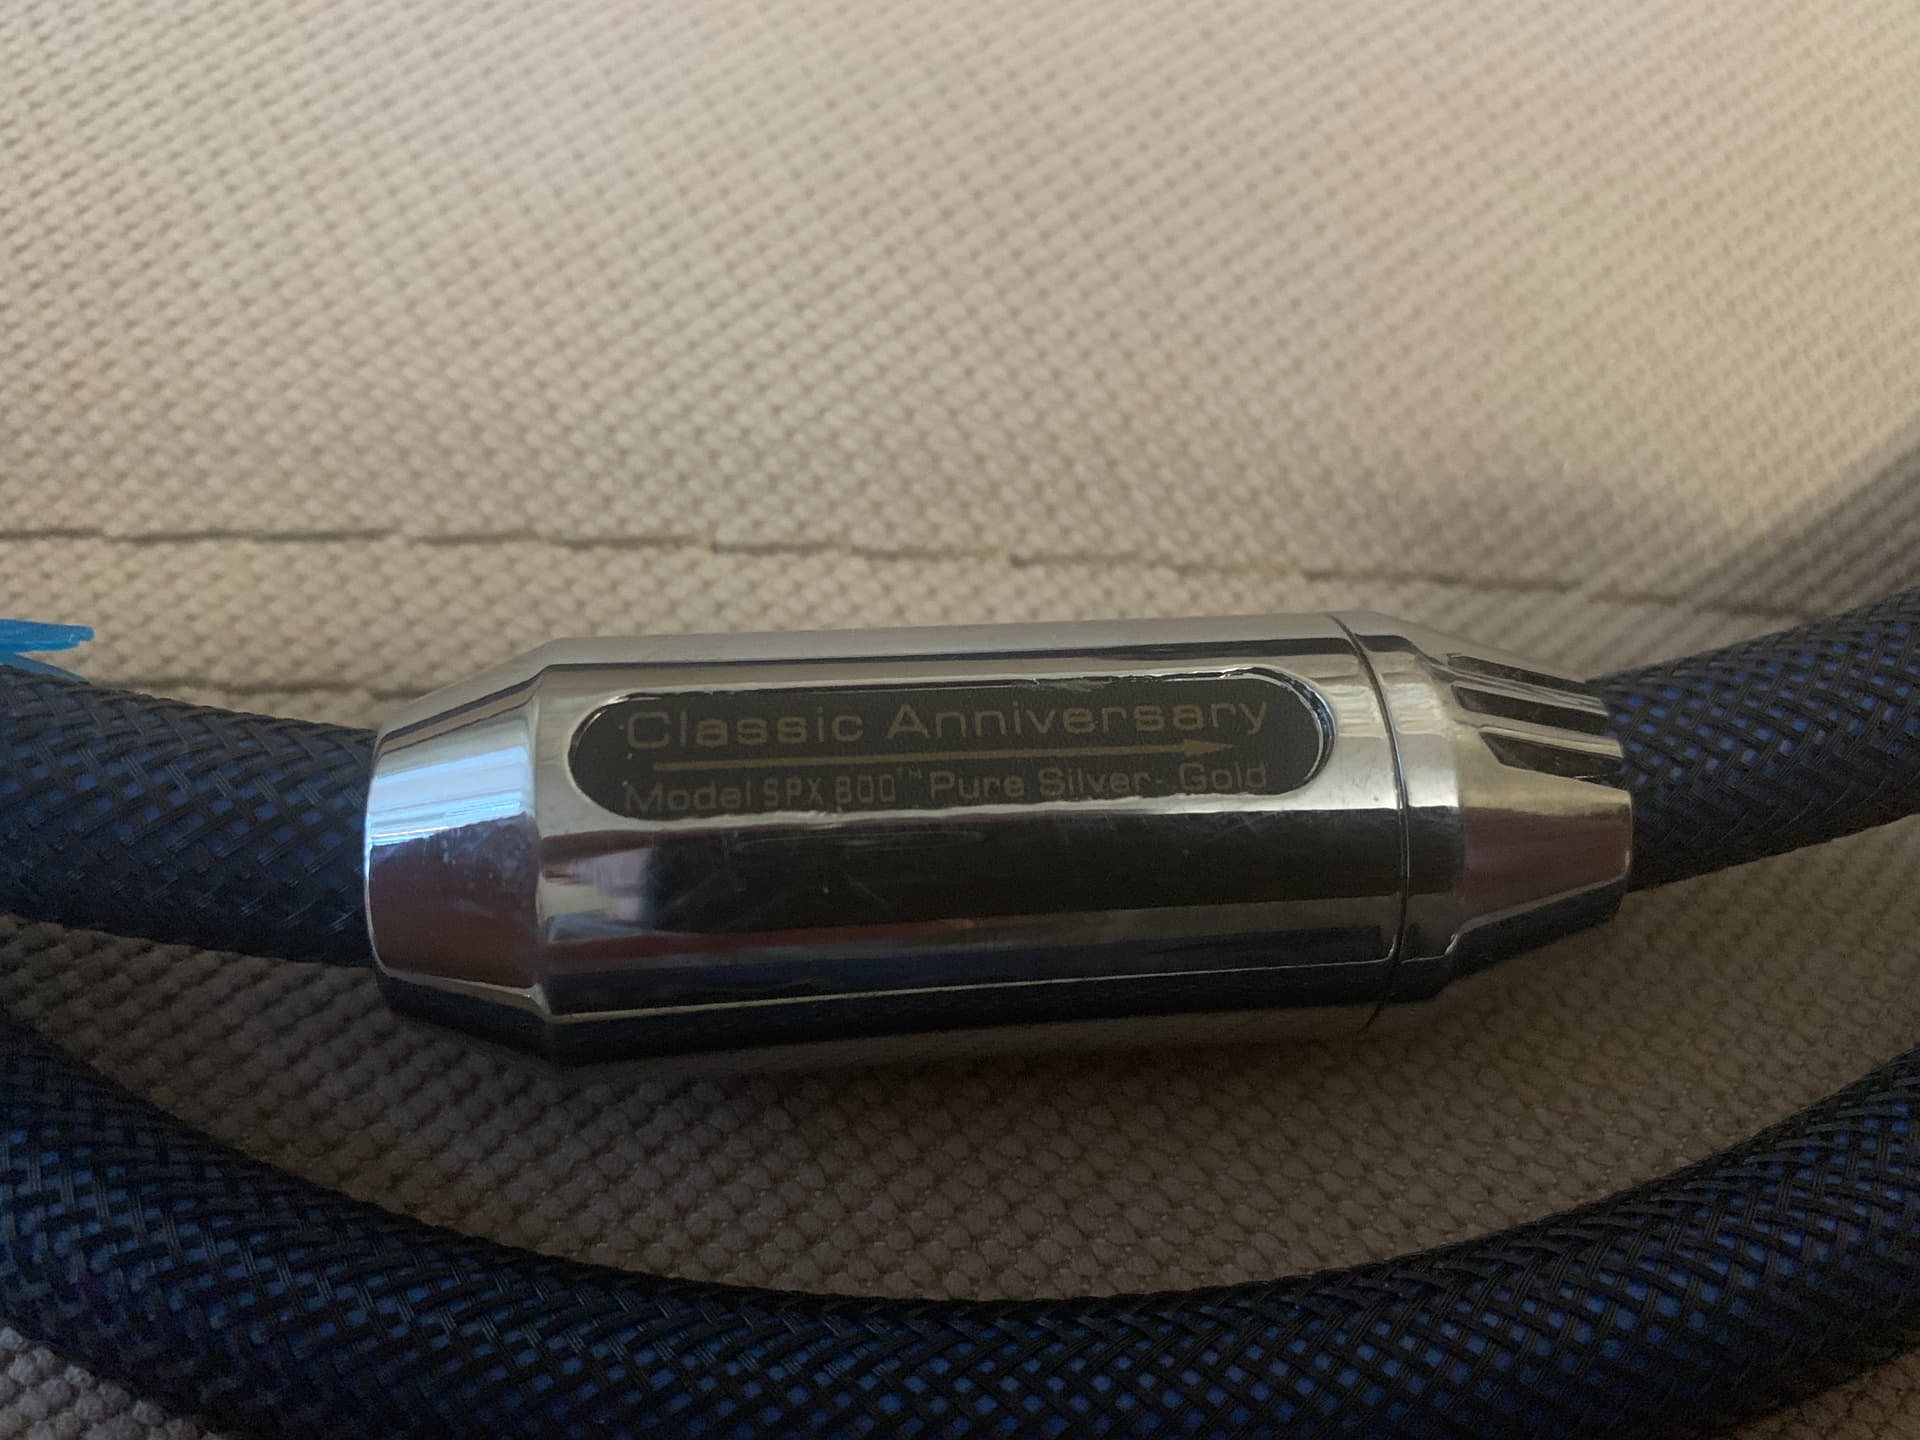 Classic Anniversary
Model SPX 800™ Pure Silver- Gold